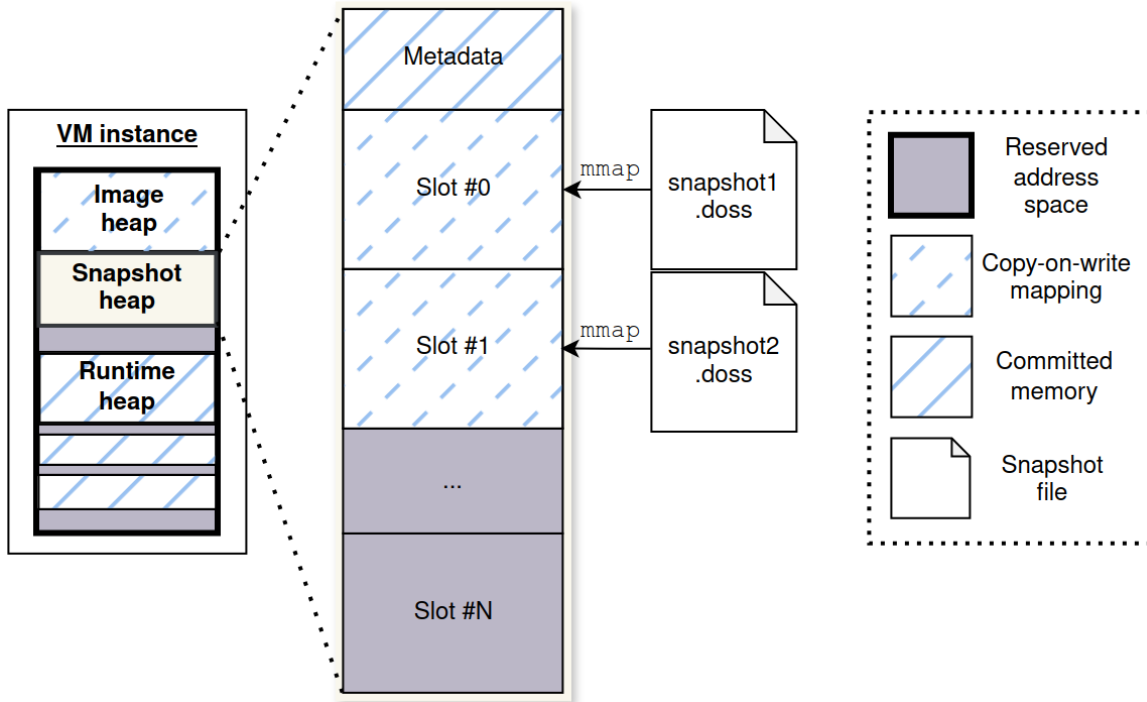 VM instance
Image
heap
Snapshot
heap
Runtime
heap
Metadata
Slot #0
Slot #1
...
Slot #N
mmap
snapshot1
.doss
mmap
snapshot2
.doss
Reserved
address
space
Copy-on-write
mapping
Committed
memory
Snapshot
file